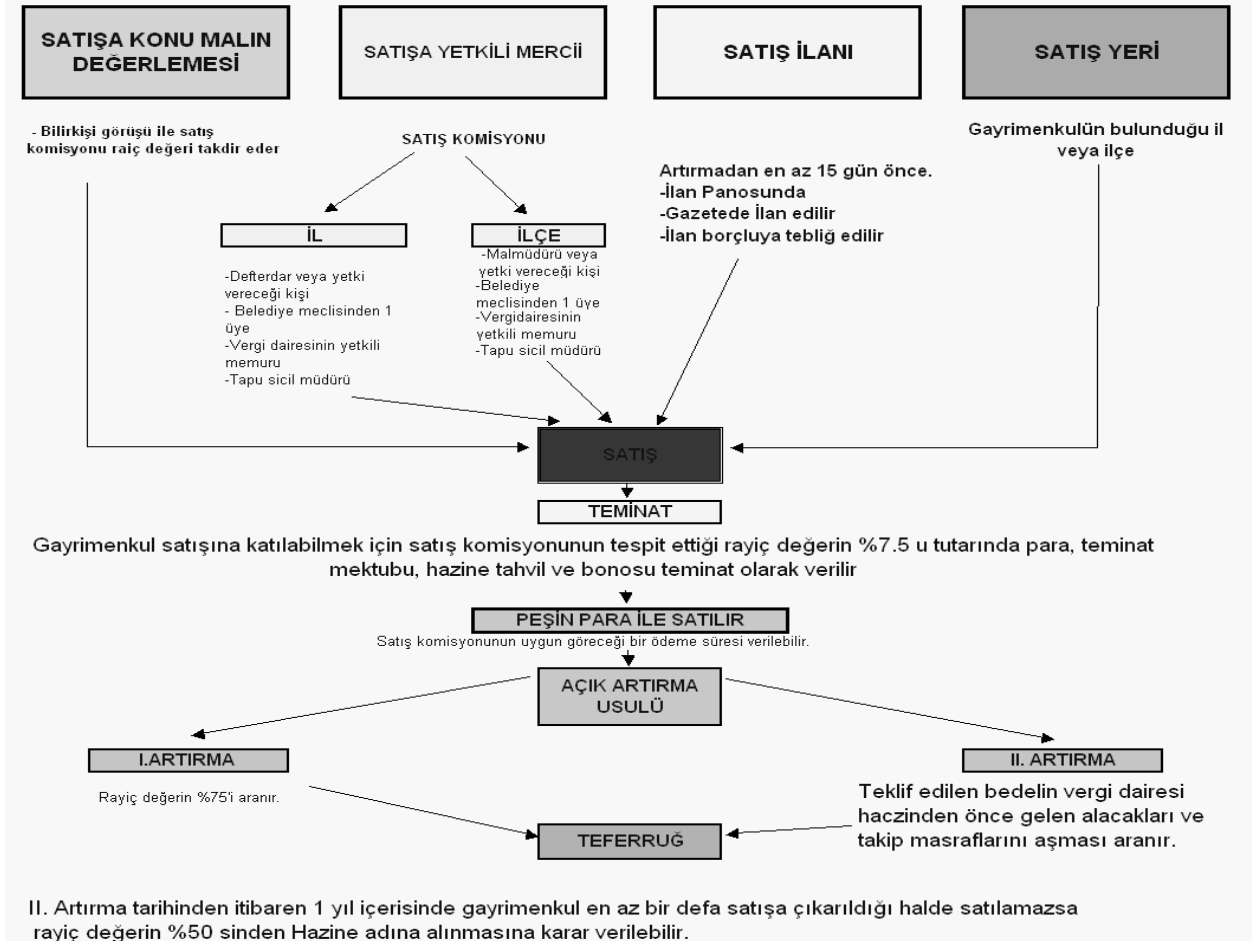 SATIŞA KONU MALIN
DEĞERLEMESİ
SATIŞA YETKİLİ MERCİİ
SATIŞ İLANI
SATIŞ YERİ
- Bilirkişi görüşü ile satış
komisyonu raiç değeri takdir eder
SATIŞ KOMİSYONU
Gayrimenkulün bulunduğu il
veya ilçe
Artırmadan en az 15 gün önce.
-İlan Panosunda
-Gazetede İlan edilir
-İlan borçluya tebliğ edilir
İL
-Defterdar veya yetki
vereceği kişi
- Belediye meclisinden 1
üye
-Vergi dairesinin yetkili
memuru
-Tapu sicil müdürü
İLÇE
-Malmüdürü veya
yetki vereceği kişi
-Belediye
meclisinden 1 üye
-Vergidairesinin
yetkili memuru
-Tapu sicil müdürü
SATIŞ
TEMİNAT
Gayrimenkul satışına katılabilmek için satış komisyonunun tespit ettiği rayiç değerin %7.5 u tutarında para, teminat
mektubu, hazine tahvil ve bonosu teminat olarak verilir
PEŞİN PARA İLE SATILIR
Satış komisyonunun uygun göreceği bir ödeme süresi verilebilir.
AÇIK ARTIRMA
USULÜ
I.ARTIRMA
Rayiç değerin %75'i aranır.
II. ARTIRMA
Teklif edilen bedelin vergi dairesi
haczinden önce gelen alacakları ve
takip masraflarını aşması aranır.
TEFERRUĞ
II. Artırma tarihinden itibaren 1 yıl içerisinde gayrimenkul en az bir defa satışa çıkarıldığı halde satılamazsa
rayiç değerin %50 sinden Hazine adına alınmasına karar verilebilir.